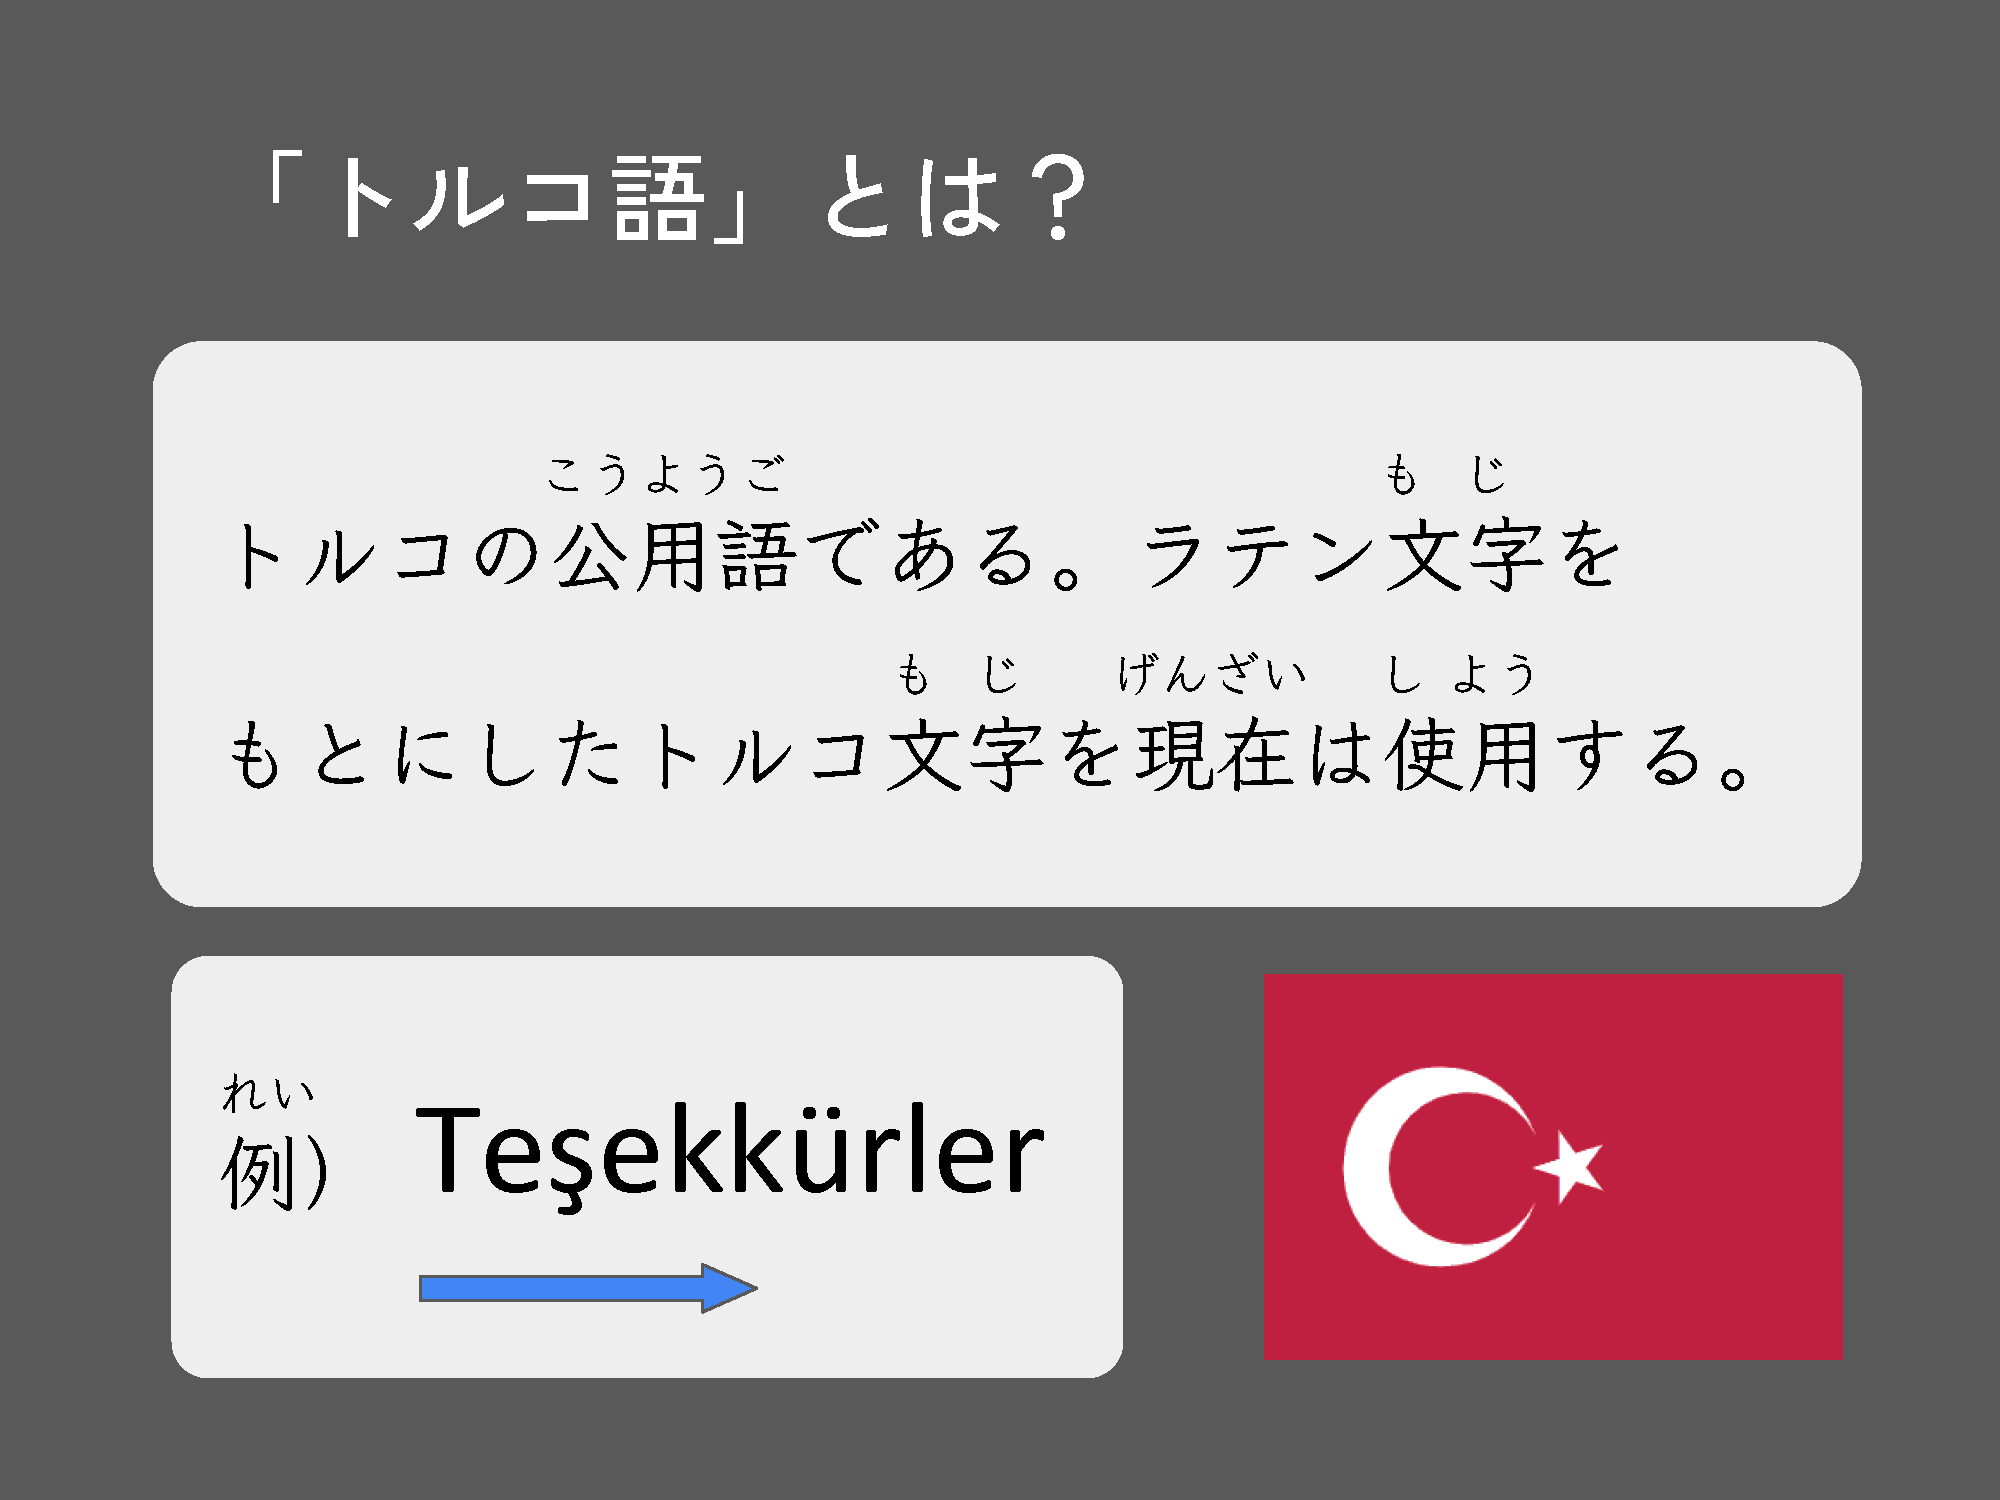 「トルコ語」とは？
こうようご も じ
トルコの公用語である。ラテン文字を
も じ げんざい し よう
もとにしたトルコ文字を現在は使用する。
れい
例) Teşekkürler